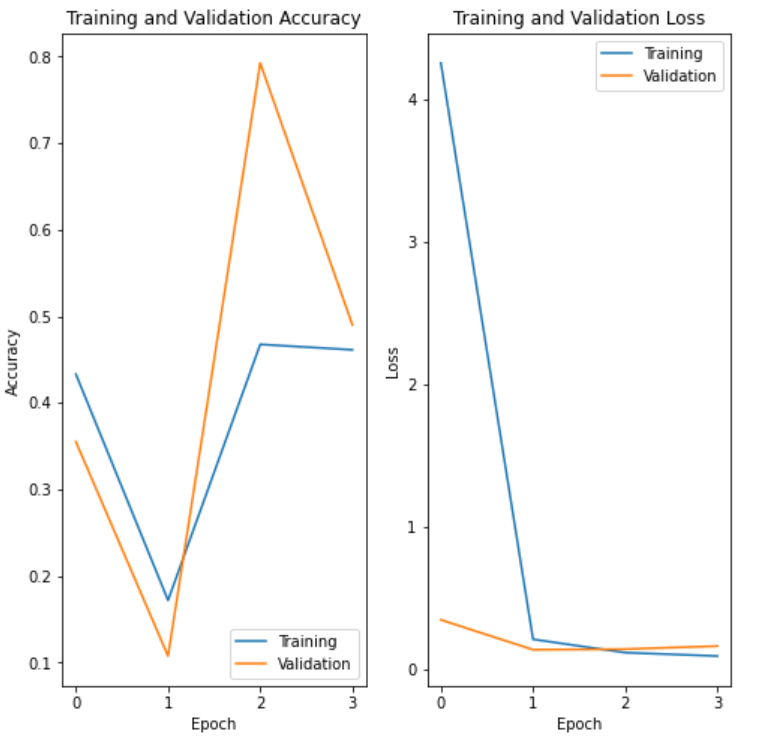 Training and Validation Accuracy
0.8
0.7
0.6
0.5
0.4
0.3
0.2
0.1
Accuracy
0 1 2 3
Epoch
Training
Validation
Training and Validation Loss
Training
Validation
4
3
2
1
0
Loss
0 1 2 3
Epoch